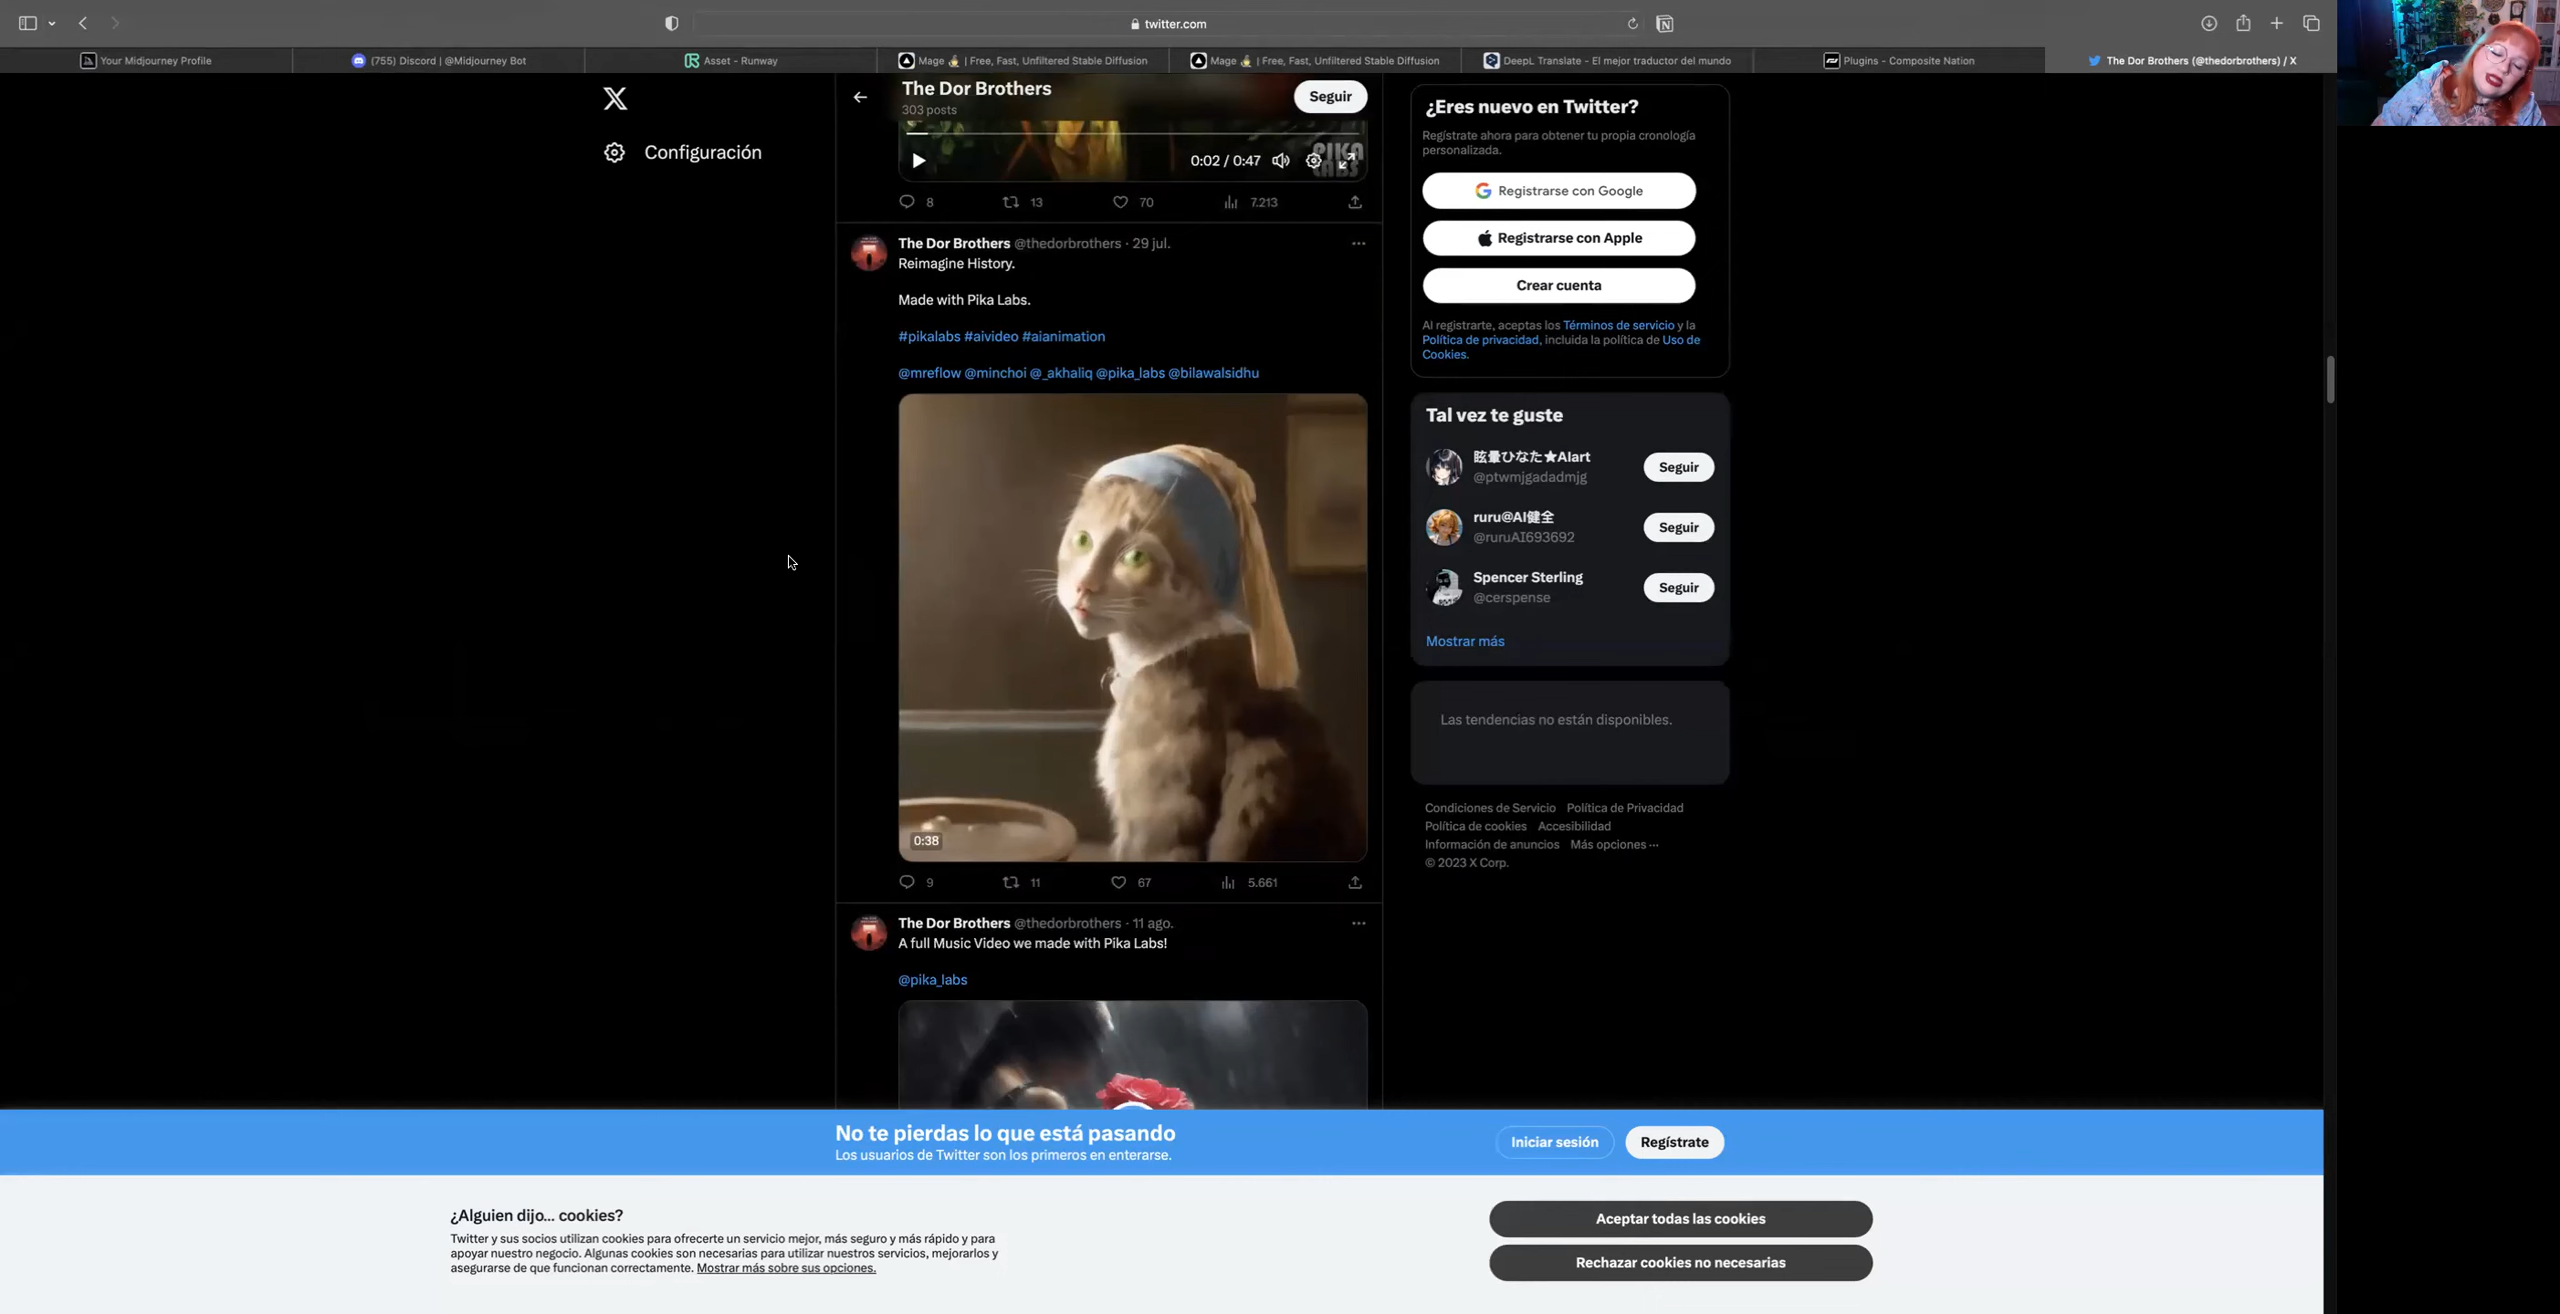 twitter.com
Your Midjourney Profile
(755) Discord | @Midjourney Bot
Asset - Runway
Mage | Free, Fast, Unfiltered Stable Diffusion
Mage | Free, Fast, Unfiltered Stable Diffusion
DeepL Translate - El mejor traductor del mundo
Plugins - Composite Nation
The Dor Brothers (@thedorbrothers) / X
Configuración
The Dor Brothers
303 posts
Seguir
PIKA
LABS
0:02 / 0:47
8 13 70 7.213
The Dor Brothers @thedorbrothers · 29 jul.
Reimagine History.
Made with Pika Labs.
#pikalabs #aivideo #aianimation
@mreflow @minchoi @_akhaliq @pika_labs @bilawalsidhu
0:38
9 11 67 5.661
The Dor Brothers @thedorbrothers · 11 ago.
A full Music Video we made with Pika Labs!
@pika_labs
¿Eres nuevo en Twitter?
Regístrate ahora para obtener tu propia cronología
personalizada.
Registrarse con Google
Registrarse con Apple
Crear cuenta
Al registrarte, aceptas los Términos de servicio y la
Política de privacidad, incluida la política de Uso de
Cookies.
Tal vez te guste
眩暈ひなた★AIart
@ptwmjgadadmjg
Seguir
ruru@AI健全
@ruruAI693692
Seguir
Spencer Sterling
@cerspense
Seguir
Mostrar más
Las tendencias no están disponibles.
Condiciones de Servicio Política de Privacidad
Política de cookies Accesibilidad
Información de anuncios Más opciones ···
© 2023 X Corp.
No te pierdas lo que está pasando
Los usuarios de Twitter son los primeros en enterarse.
Iniciar sesión
Regístrate
¿Alguien dijo... cookies?
Twitter y sus socios utilizan cookies para ofrecerte un servicio mejor, más seguro y más rápido y para
apoyar nuestro negocio. Algunas cookies son necesarias para utilizar nuestros servicios, mejorarlos y
asegurarse de que funcionan correctamente. Mostrar más sobre sus opciones.
Aceptar todas las cookies
Rechazar cookies no necesarias